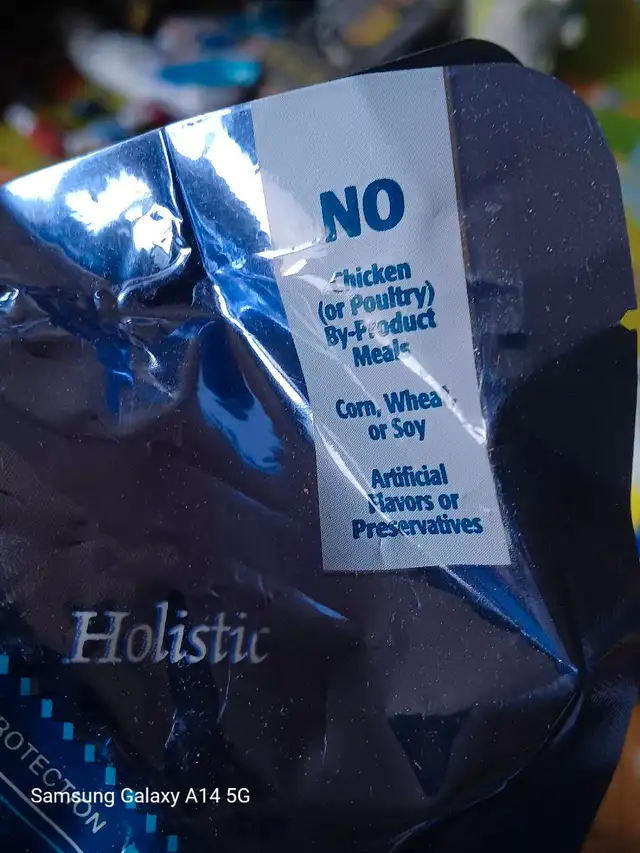 NO
Chicken
(or Poultry)
By-Product
Meals
Corn, Wheat,
or Soy
Artificial
Flavors or
Preservatives
Holistic
ROTECTION
Samsung Galaxy A14 5G